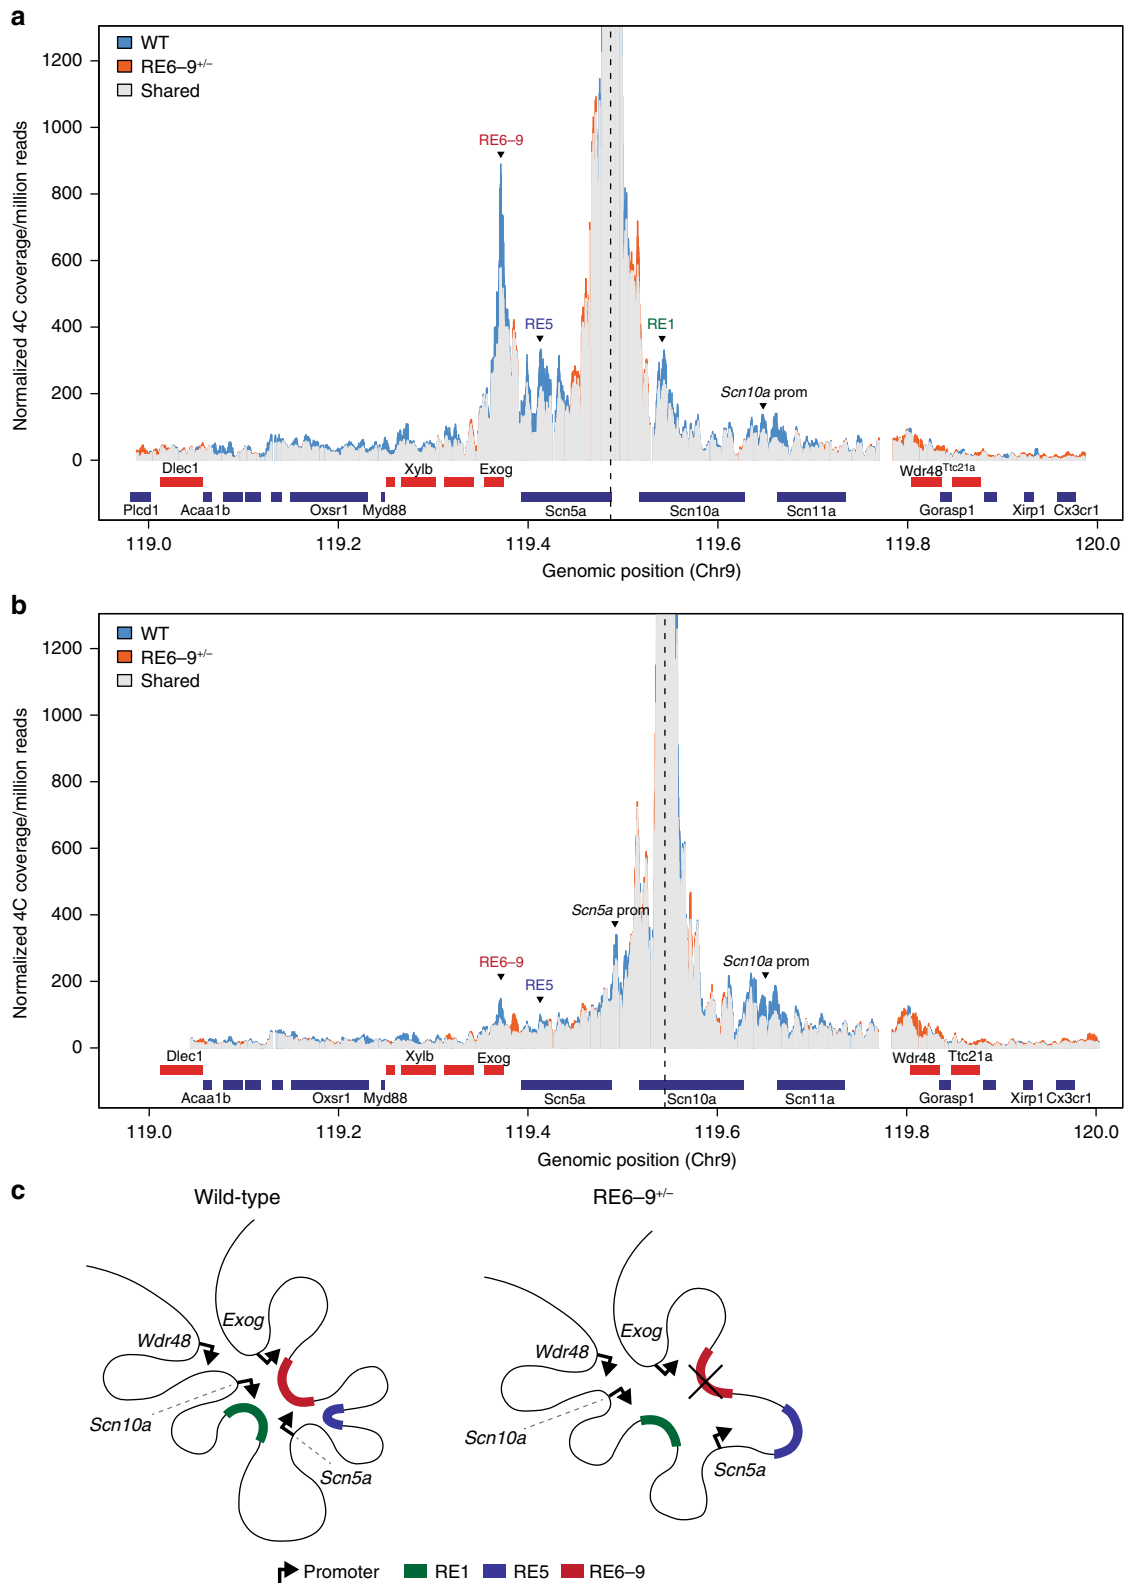 a
WT
RE6–9+/–
Shared
Normalized 4C coverage/million reads
1200
1000
800
600
400
200
0
RE6–9
RE5
RE1
Scn10a prom
Dlec1
Xylb
Exog
Wdr48
Ttc21a
Plcd1
Acaa1b
Oxsr1
Myd88
Scn5a
Scn10a
Scn11a
Gorasp1
Xirp1
Cx3cr1
119.0
119.2
119.4
119.6
119.8
120.0
Genomic position (Chr9)
b
WT
RE6–9+/–
Shared
Normalized 4C coverage/million reads
1200
1000
800
600
400
200
0
Scn5a prom
RE6–9
RE5
Scn10a prom
Dlec1
Xylb
Exog
Wdr48
Ttc21a
Acaa1b
Oxsr1
Myd88
Scn5a
Scn10a
Scn11a
Gorasp1
Xirp1
Cx3cr1
119.0
119.2
119.4
119.6
119.8
120.0
Genomic position (Chr9)
c
Wild-type
Exog
Wdr48
Scn10a
Scn5a
RE6–9+/–
Exog
Wdr48
Scn10a
Scn5a
Promoter
RE1
RE5
RE6–9